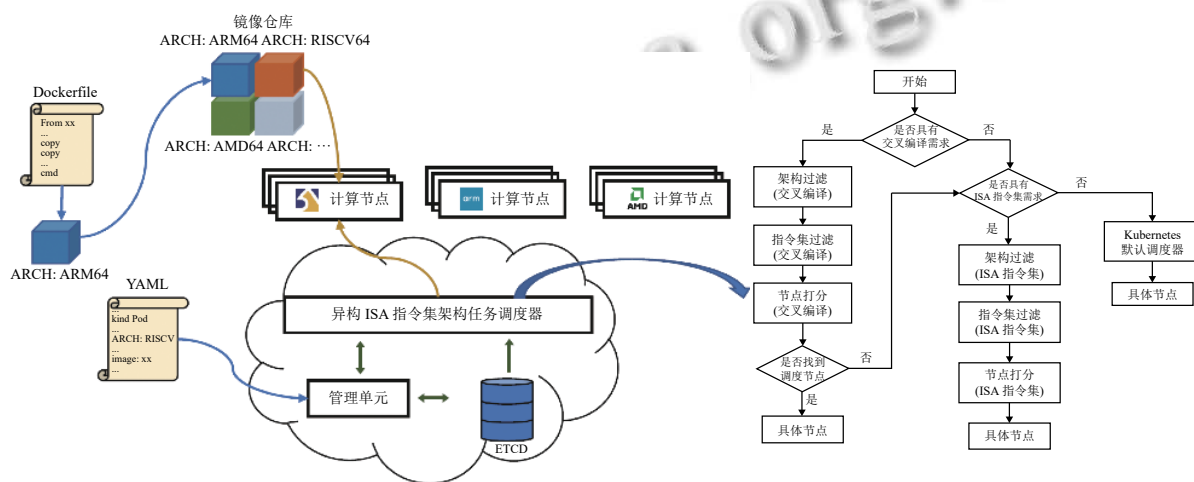 镜像仓库
ARCH: ARM64 ARCH: RISCV64
ARCH: AMD64 ARCH: …
Dockerfile
From xx
...
copy
copy
...
cmd
ARCH: ARM64
YAML
...
kind Pod
...
ARCH: RISCV
...
image: xx
...
计算节点
arm 计算节点
AMD 计算节点
异构 ISA 指令集架构任务调度器
管理单元
ETCD
org.
开始
是否具有
交叉编译需求
是
否
架构过滤
(交叉编译)
指令集过滤
(交叉编译)
节点打分
(交叉编译)
是否找到
调度节点
否
是
具体节点
是否具有
ISA 指令集需求
否
是
架构过滤
(ISA 指令集)
指令集过滤
(ISA 指令集)
节点打分
(ISA 指令集)
具体节点
Kubernetes
默认调度器
具体节点